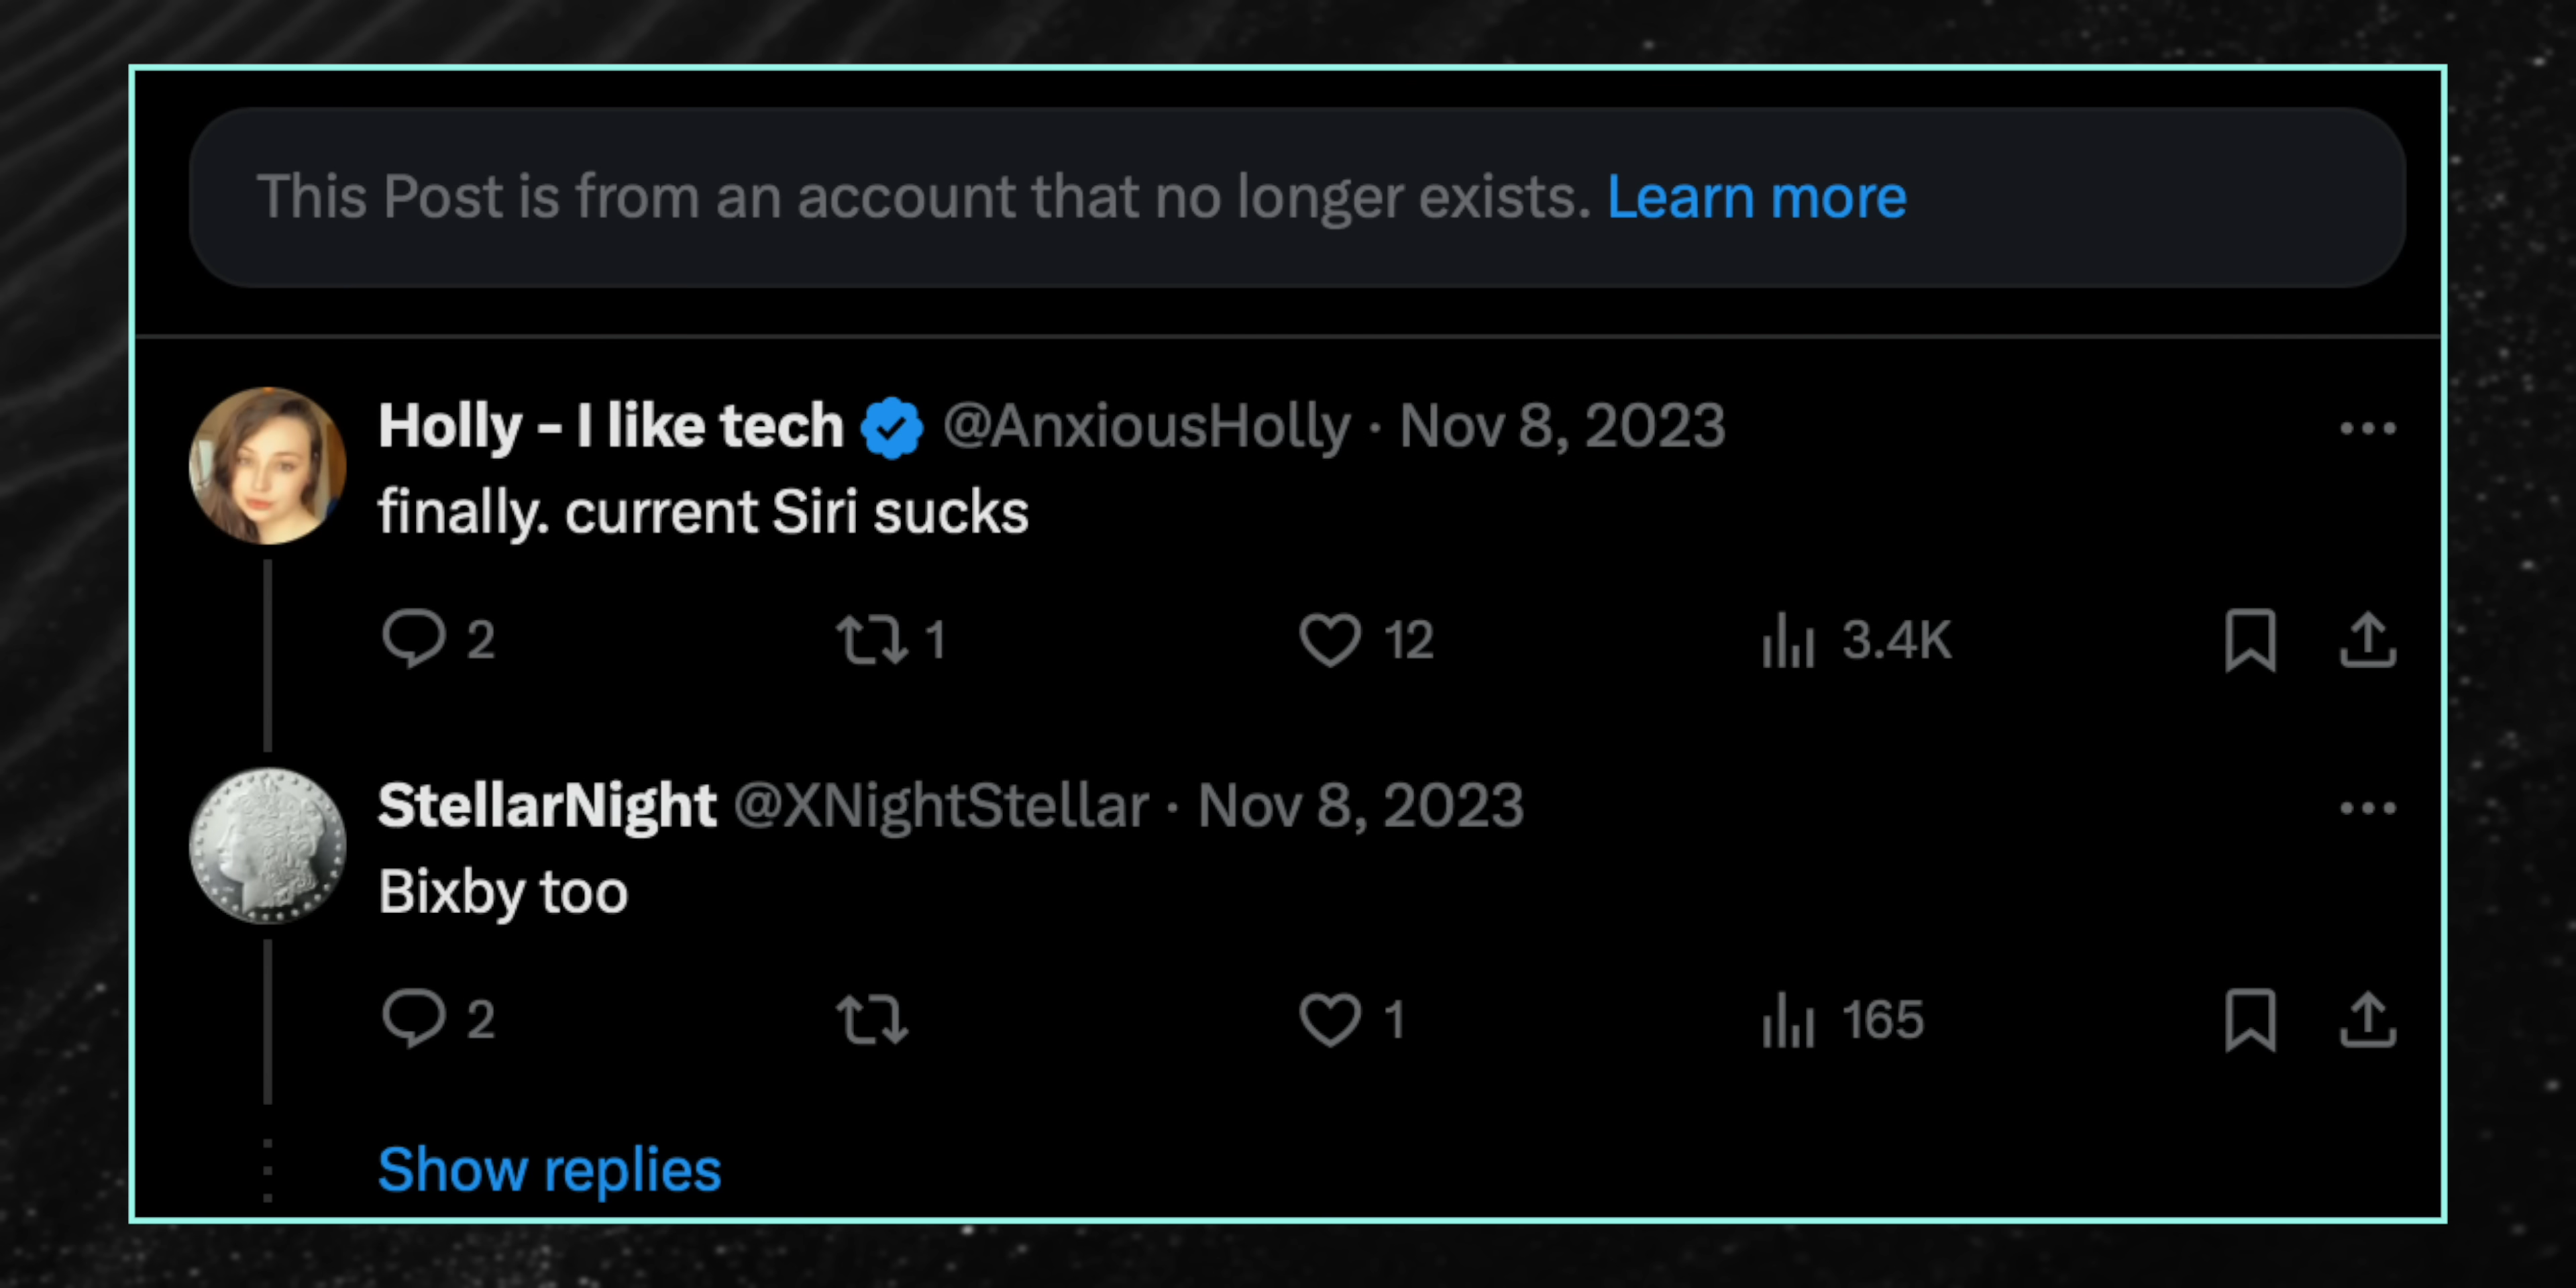 This Post is from an account that no longer exists. Learn more
Holly - I like tech @AnxiousHolly · Nov 8, 2023
finally. current Siri sucks
2 1 12 3.4K
StellarNight @XNightStellar · Nov 8, 2023
Bixby too
2 1 165
Show replies